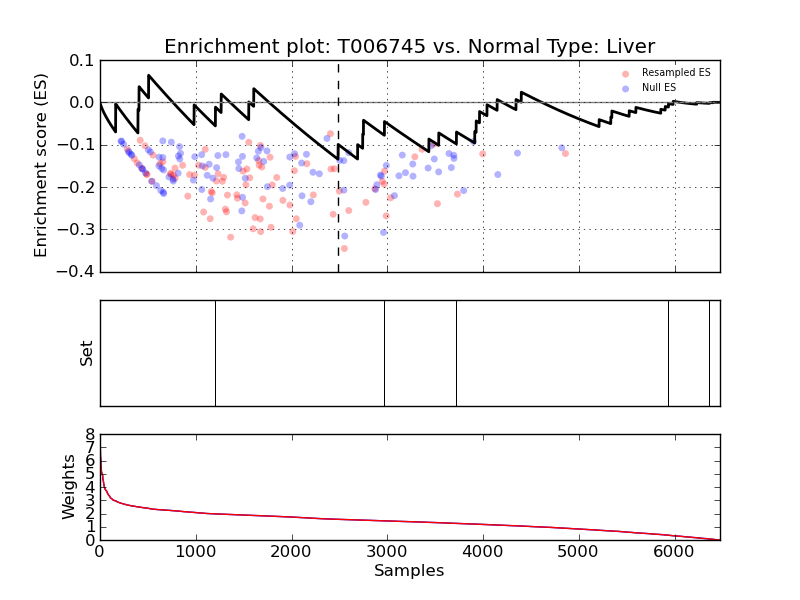 Enrichment plot: T006745 vs. Normal Type: Liver
Enrichment score (ES)
0.1
0.0
−0.1
−0.2
−0.3
−0.4
Resampled ES
Null ES
Set
Weights
8
7
6
5
4
3
2
1
0
0 1000 2000 3000 4000 5000 6000
Samples